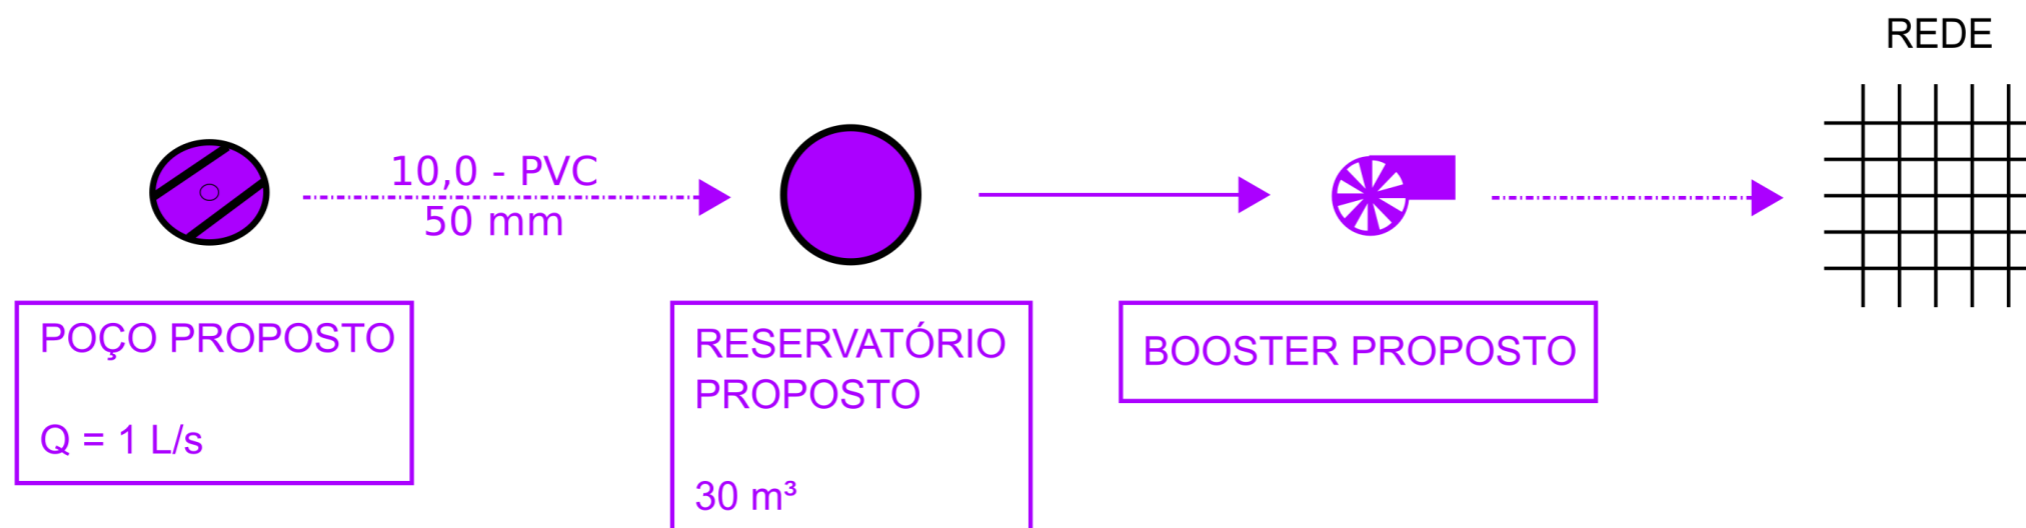 REDE
10,0 - PVC
50 mm
POÇO PROPOSTO
Q = 1 L/s
RESERVATÓRIO
PROPOSTO
30 m³
BOOSTER PROPOSTO